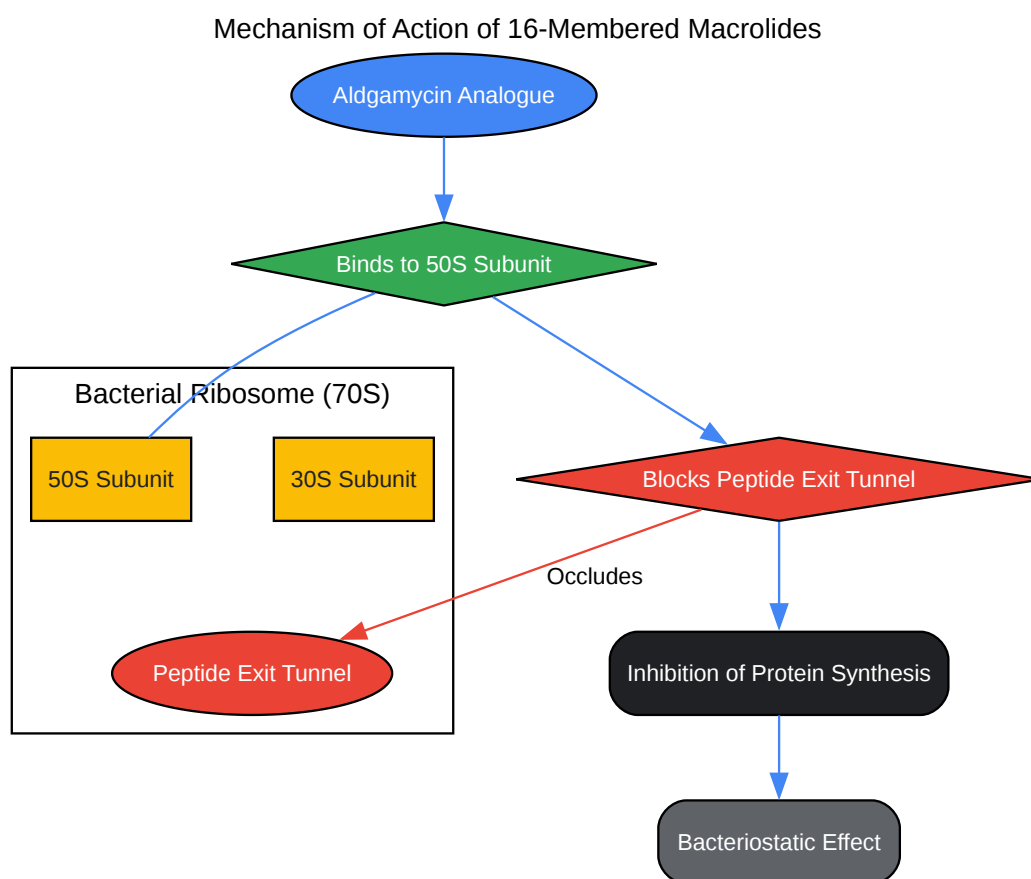 Mechanism of Action of 16-Membered Macrolides
Aldgamycin Analogue
Binds to 50S Subunit
Bacterial Ribosome (70S)
50S Subunit
30S Subunit
Blocks Peptide Exit Tunnel
Occludes
Peptide Exit Tunnel
Inhibition of Protein Synthesis
Bacteriostatic Effect